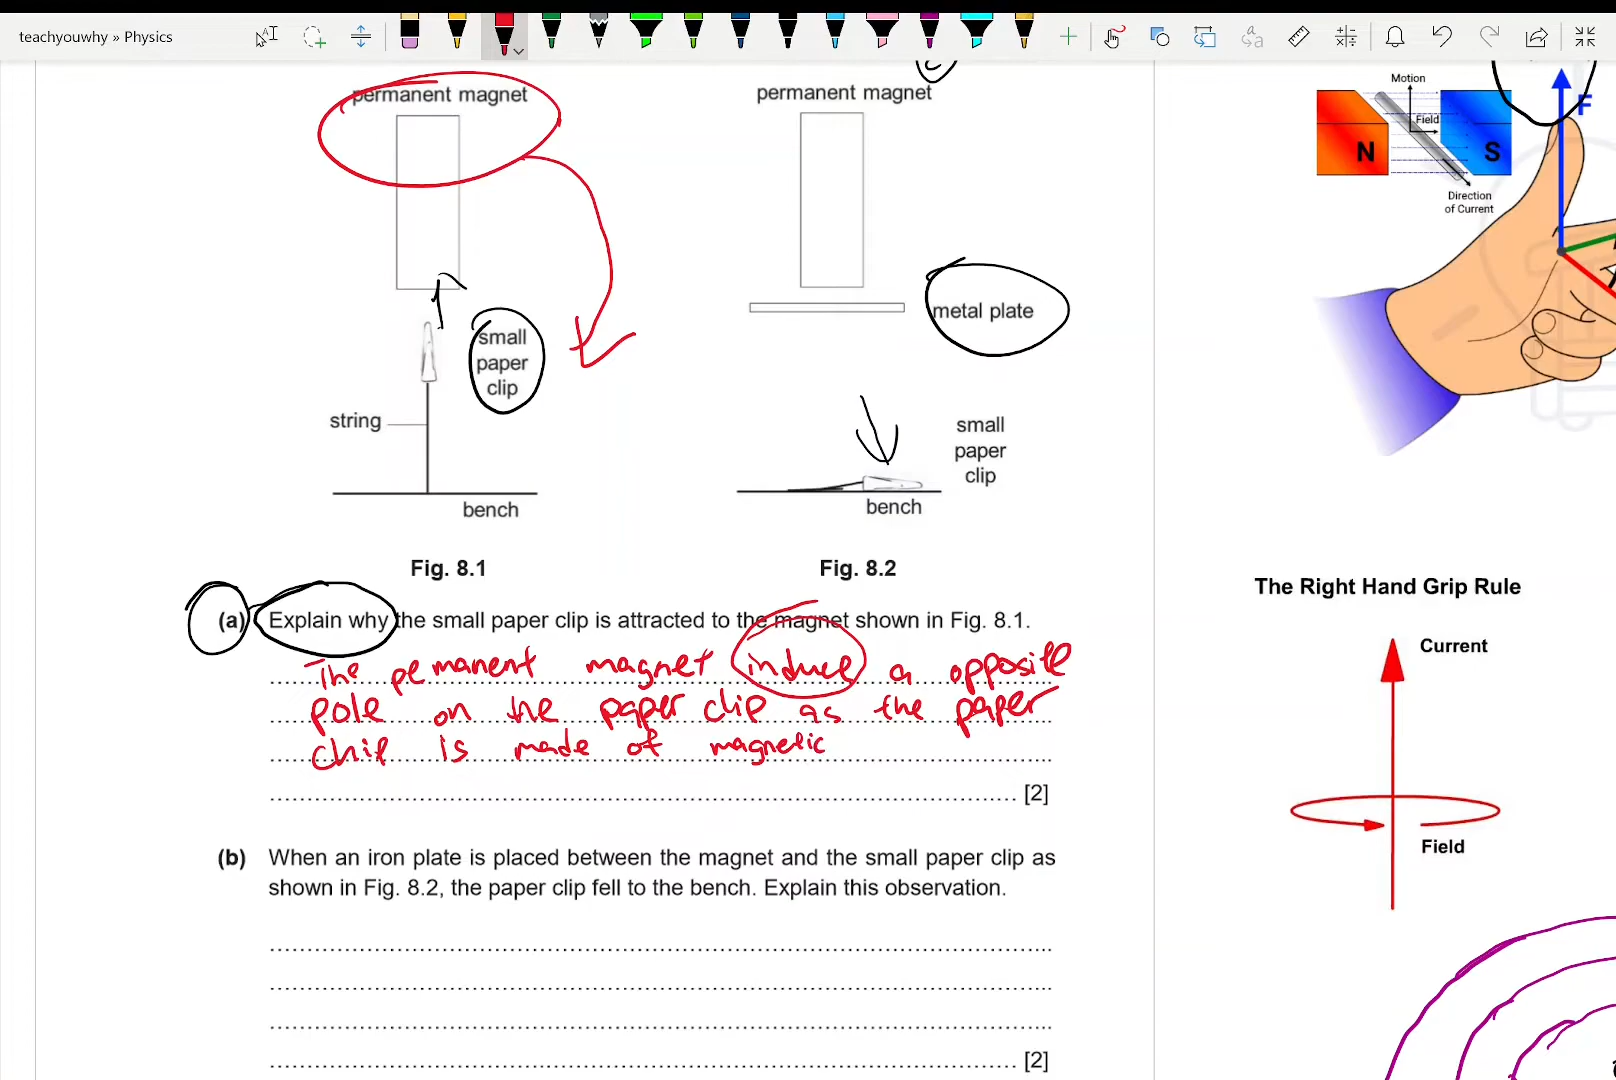 teachyouwhy » Physics
permanent magnet
permanent magnet
Motion
Field
N
S
F
Direction
of Current
small
paper
clip
metal plate
string
small
paper
clip
bench
bench
Fig. 8.1
Fig. 8.2
The Right Hand Grip Rule
(a) Explain why the small paper clip is attracted to the magnet shown in Fig. 8.1.
The permanent magnet induce a opposite
pole on the paper clip as the paper
chip is made of magnetic
[2]
Current
Field
(b) When an iron plate is placed between the magnet and the small paper clip as
shown in Fig. 8.2, the paper clip fell to the bench. Explain this observation.
[2]